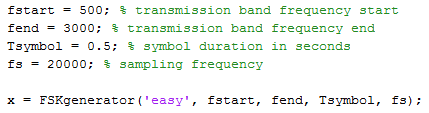 fstart = 500; % transmission band frequency start
fend = 3000; % transmission band frequency end
Tsymbol = 0.5; % symbol duration in seconds
fs = 20000; % sampling frequency
x = FSKgenerator('easy', fstart, fend, Tsymbol, fs);